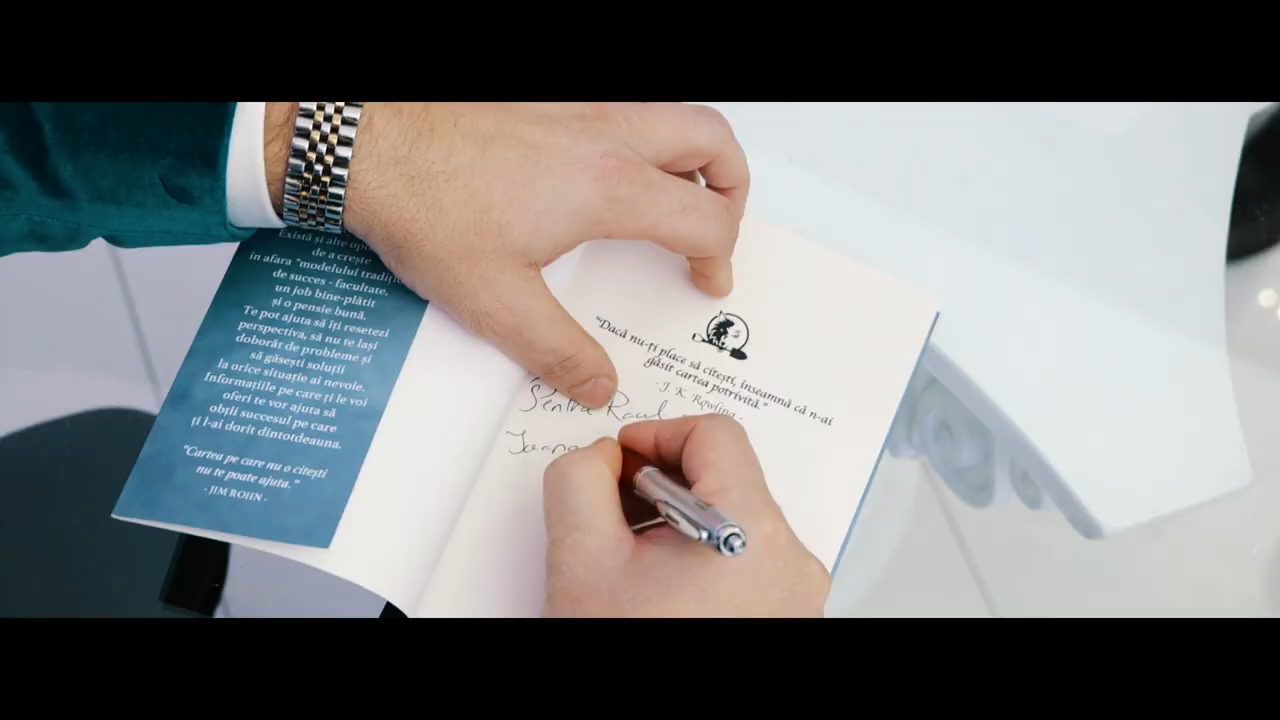 Există și alte opo
de a crește
în afara "modelului tradiți
de succes - facultate,
un job bine-plătit
și o pensie bună.
Te pot ajuta să îți resetezi
perspectiva, să nu te lași
doborât de probleme și
să găsești soluții
la orice situație ai nevoie.
Informațiile pe care ți le voi
oferi te vor ajuta să
obții succesul pe care
ți l-ai dorit dintotdeauna.
"Cartea pe care nu o citești
nu te poate ajuta."
- JIM ROHN -
"Dacă nu-ți place să citești, înseamnă că n-ai
găsit cartea potrivită."
- J. K. Rowling -
Pentru Raul
Ioana